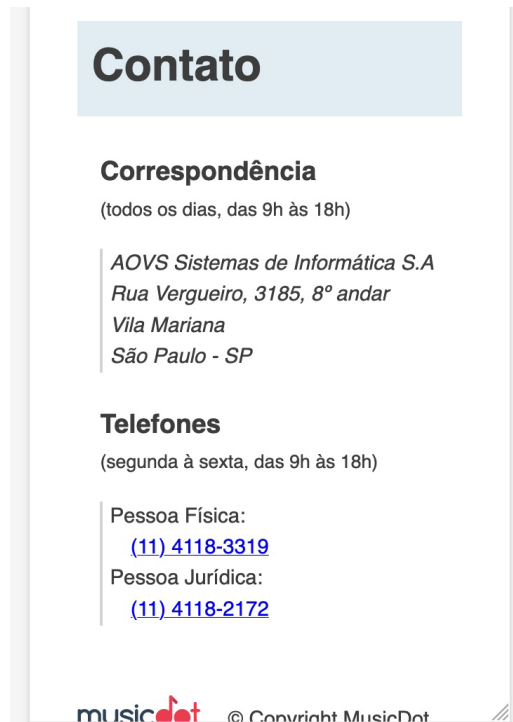 Contato
Correspondência
(todos os dias, das 9h às 18h)
AOVS Sistemas de Informática S.A
Rua Vergueiro, 3185, 8º andar
Vila Mariana
São Paulo - SP
Telefones
(segunda à sexta, das 9h às 18h)
Pessoa Física:
(11) 4118-3319
Pessoa Jurídica:
(11) 4118-2172
musicdot © Copyright MusicDot